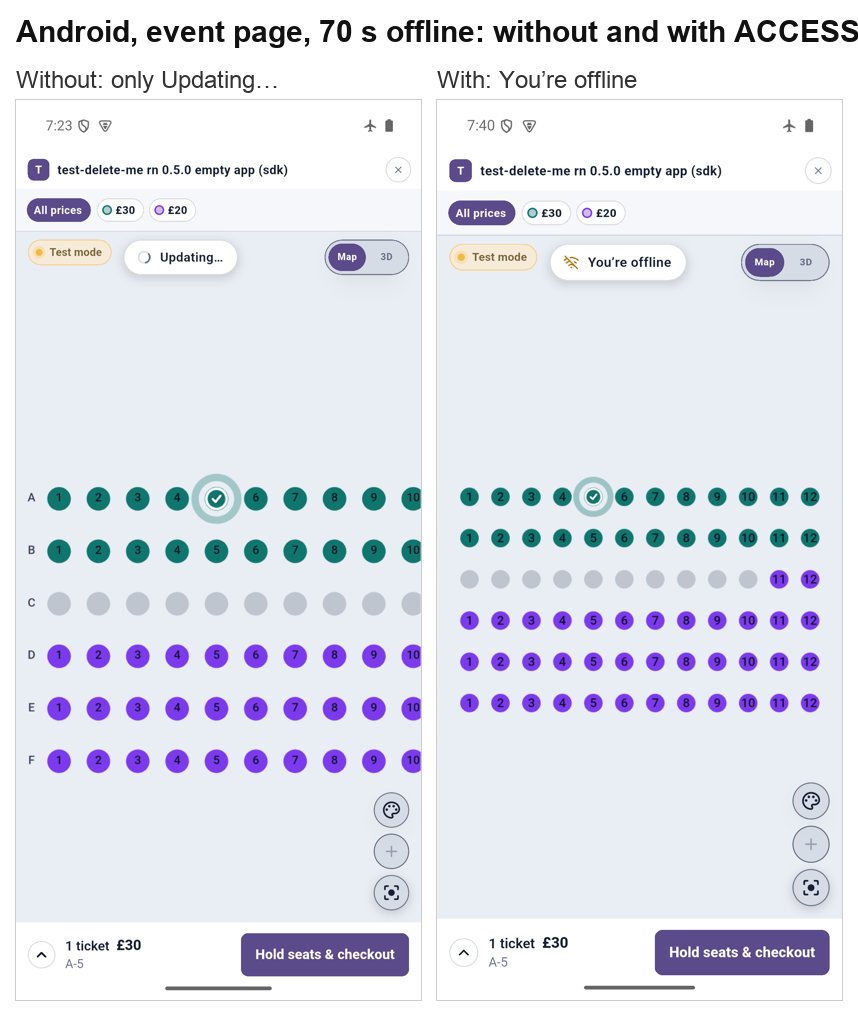 Android, event page, 70 s offline: without and with ACCESS
Without: only Updating…
7:23
T test-delete-me rn 0.5.0 empty app (sdk)
All prices £30 £20
Test mode Updating… Map 3D
A 1 2 3 4 6 7 8 9 10
B 1 2 3 4 5 6 7 8 9 10
C
D 1 2 3 4 5 6 7 8 9 10
E 1 2 3 4 5 6 7 8 9 10
F 1 2 3 4 5 6 7 8 9 10
1 ticket £30
A-5
Hold seats & checkout
With: You’re offline
7:40
T test-delete-me rn 0.5.0 empty app (sdk)
All prices £30 £20
Test mode You’re offline Map 3D
1 2 3 4 6 7 8 9 10 11 12
1 2 3 4 5 6 7 8 9 10 11 12
11 12
1 2 3 4 5 6 7 8 9 10 11 12
1 2 3 4 5 6 7 8 9 10 11 12
1 2 3 4 5 6 7 8 9 10 11 12
1 ticket £30
A-5
Hold seats & checkout